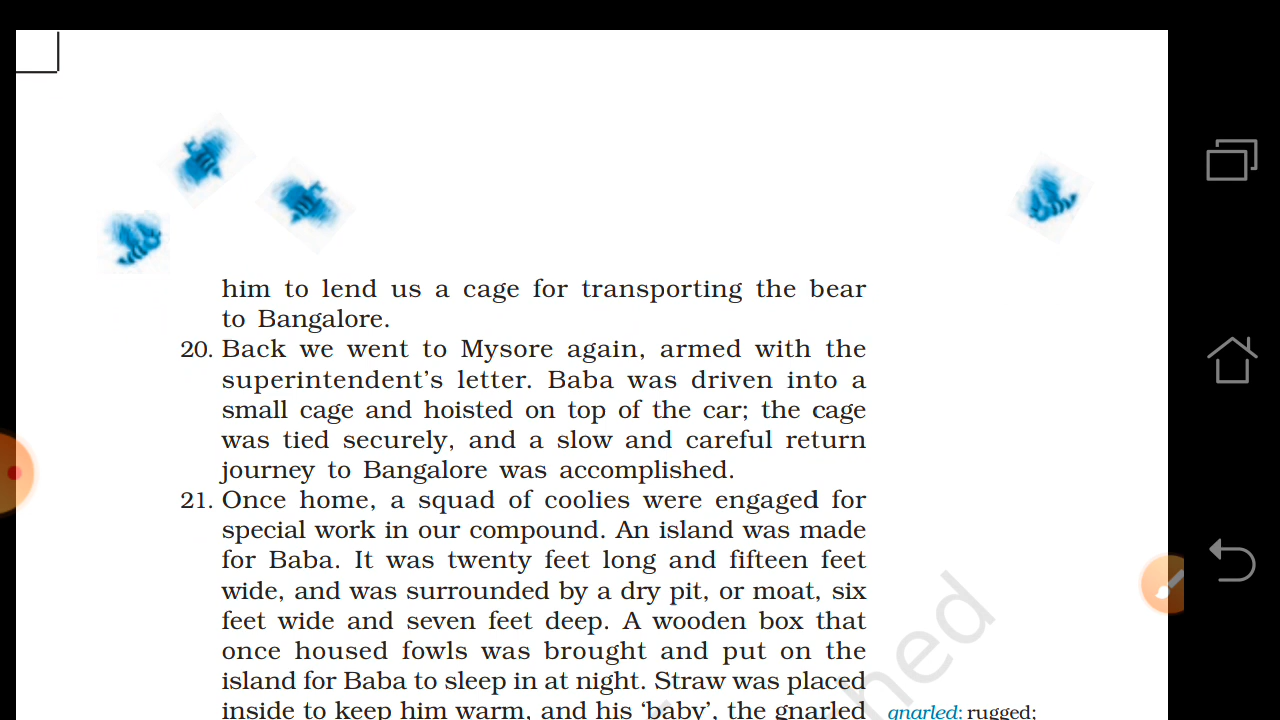 him to lend us a cage for transporting the bear
to Bangalore.
20. Back we went to Mysore again, armed with the
superintendent’s letter. Baba was driven into a
small cage and hoisted on top of the car; the cage
was tied securely, and a slow and careful return
journey to Bangalore was accomplished.
21. Once home, a squad of coolies were engaged for
special work in our compound. An island was made
for Baba. It was twenty feet long and fifteen feet
wide, and was surrounded by a dry pit, or moat, six
feet wide and seven feet deep. A wooden box that
once housed fowls was brought and put on the
island for Baba to sleep in at night. Straw was placed
inside to keep him warm, and his ‘baby’, the gnarled
gnarled: rugged;